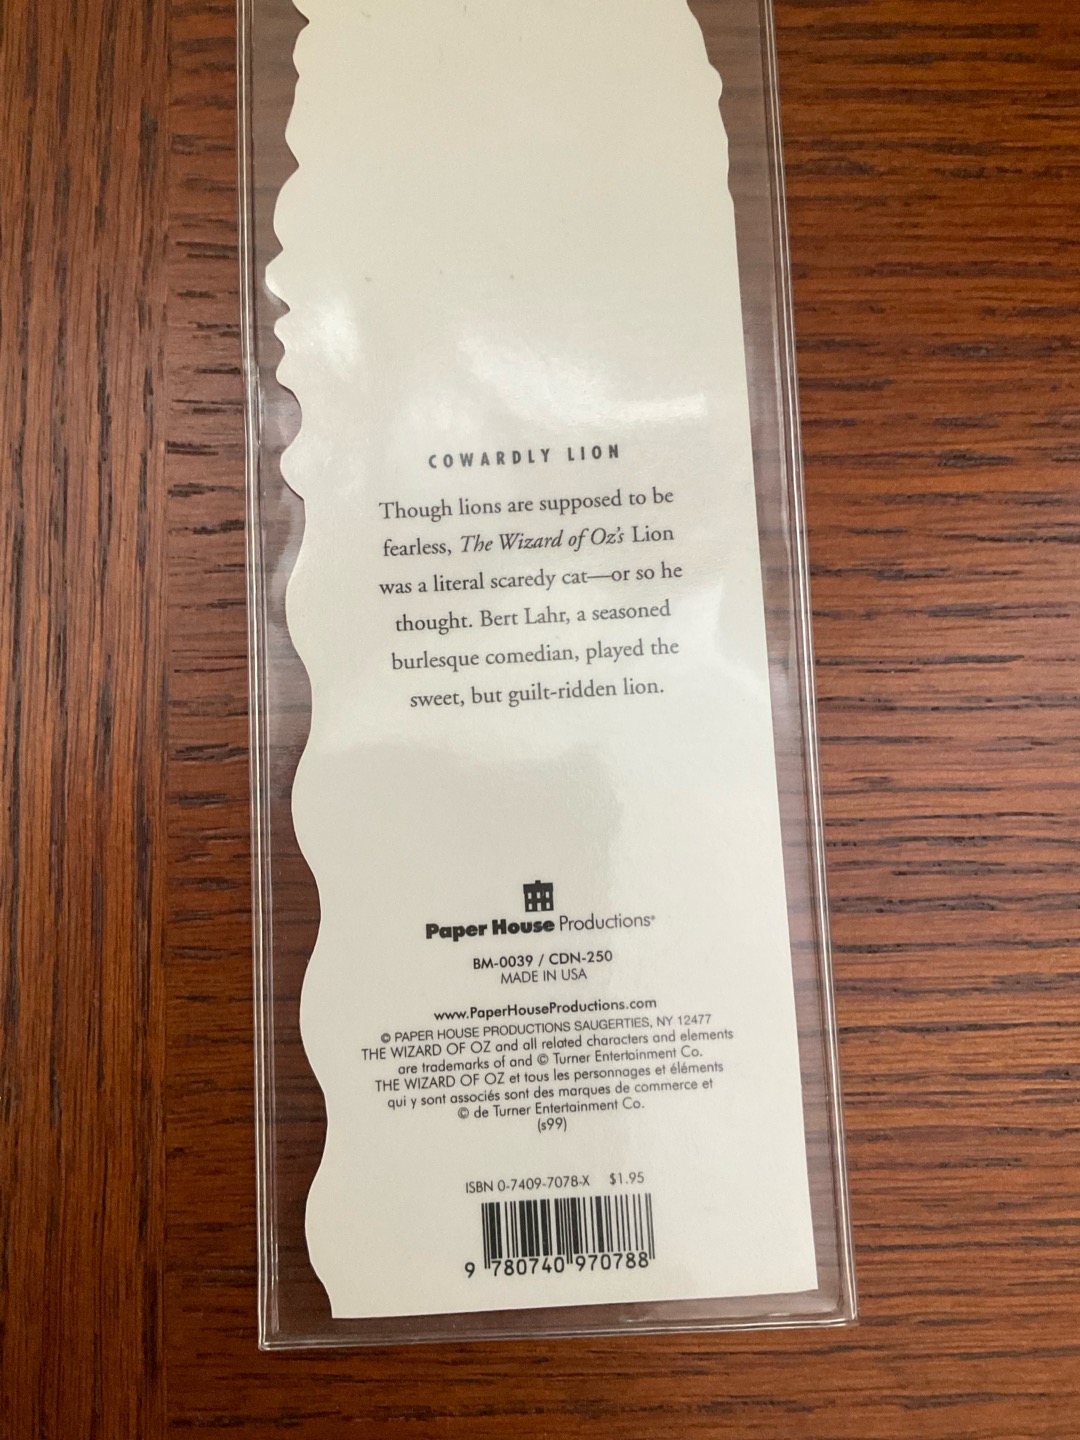 COWARDLY LION
Though lions are supposed to be
fearless, The Wizard of Oz's Lion
was a literal scaredy cat—or so he
thought. Bert Lahr, a seasoned
burlesque comedian, played the
sweet, but guilt-ridden lion.
Paper House Productions®
BM-0039 / CDN-250
MADE IN USA
www.PaperHouseProductions.com
© PAPER HOUSE PRODUCTIONS SAUGERTIES, NY 12477
THE WIZARD OF OZ and all related characters and elements
are trademarks of and © Turner Entertainment Co.
THE WIZARD OF OZ et tous les personnages et éléments
qui y sont associés sont des marques de commerce et
© de Turner Entertainment Co.
(s99)
ISBN 0-7409-7078-X $1.95
9 780740 970788